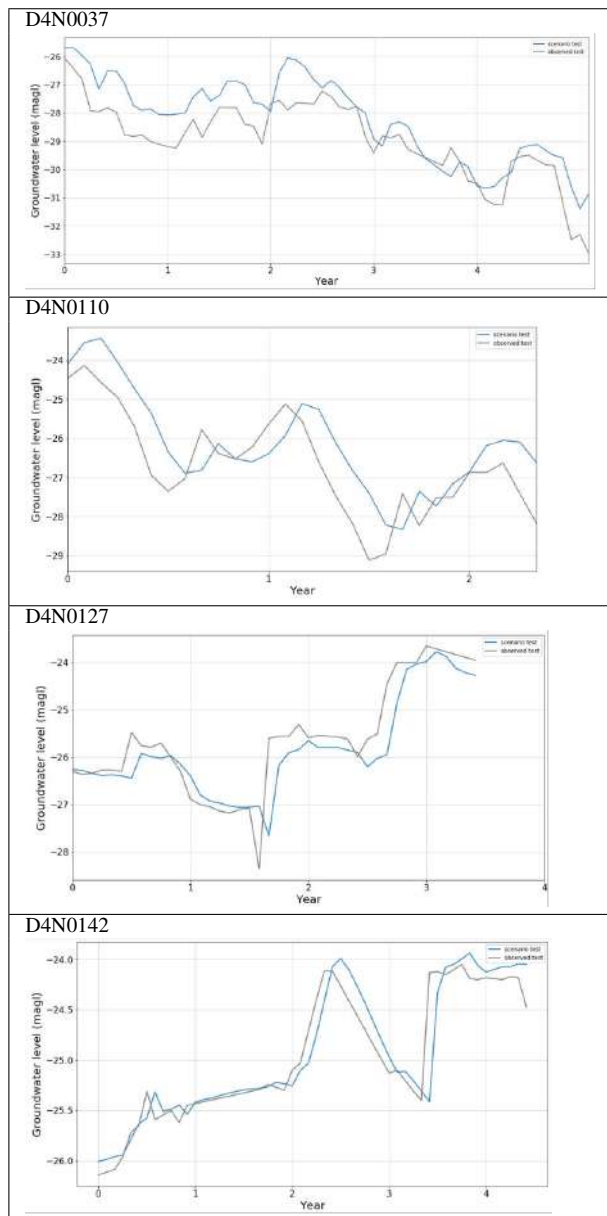 D4N0037
scenario test
observed test
Groundwater level (magl)
−26
−27
−28
−29
−30
−31
−32
−33
0 1 2 3 4
Year
D4N0110
scenario test
observed test
Groundwater level (magl)
−24
−25
−26
−27
−28
−29
0 1 2
Year
D4N0127
scenario test
observed test
Groundwater level (magl)
−24
−25
−26
−27
−28
0 1 2 3 4
Year
D4N0142
scenario test
observed test
Groundwater level (magl)
−24.0
−24.5
−25.0
−25.5
−26.0
0 1 2 3 4
Year